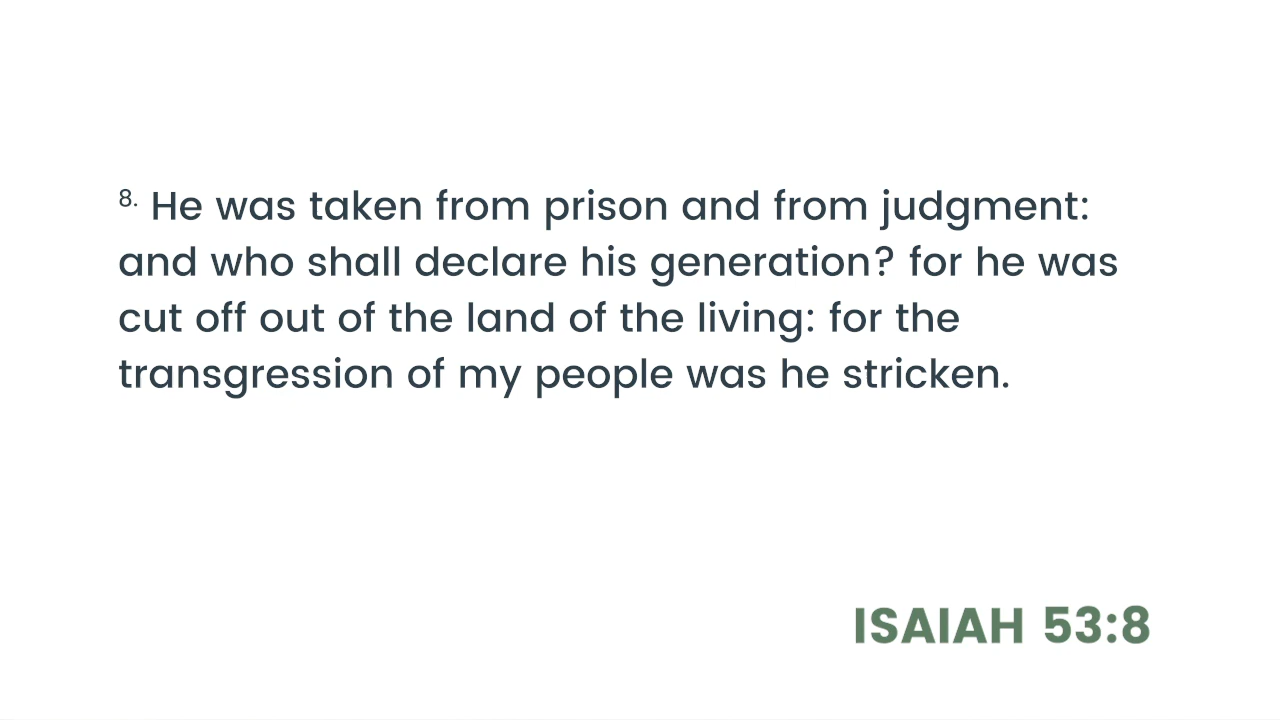 8. He was taken from prison and from judgment:
and who shall declare his generation? for he was
cut off out of the land of the living: for the
transgression of my people was he stricken.
ISAIAH 53:8